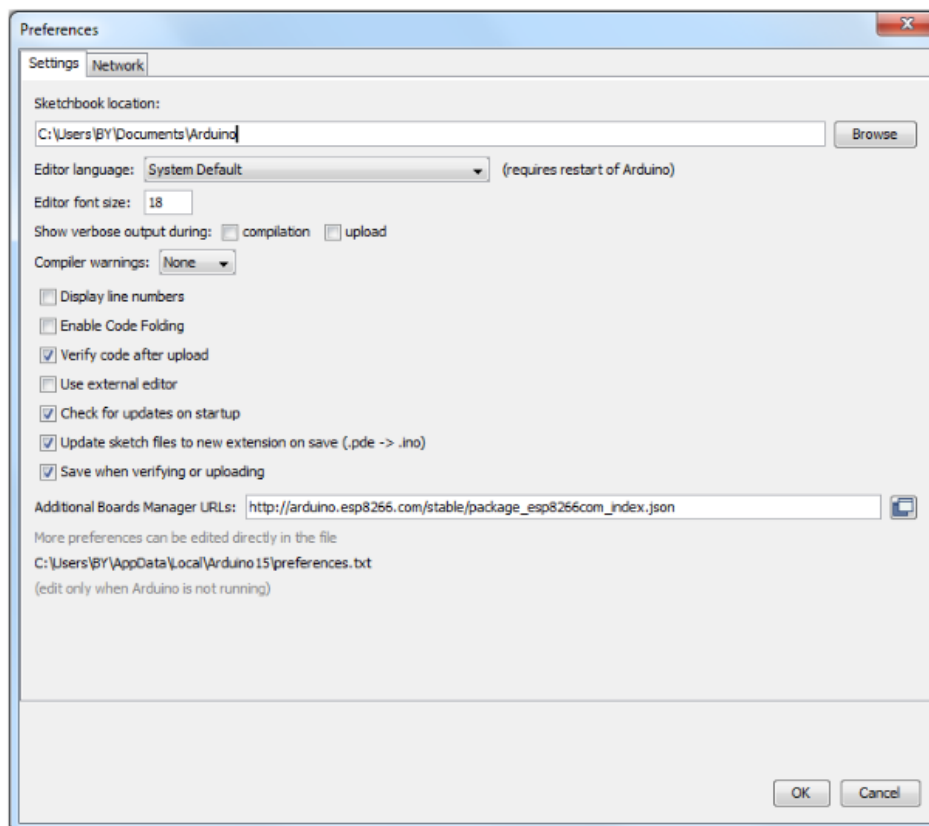 Preferences
Settings Network
Sketchbook location:
C:\Users\BY\Documents\Arduino Browse
Editor language: System Default (requires restart of Arduino)
Editor font size: 18
Show verbose output during: compilation upload
Compiler warnings: None
Display line numbers
Enable Code Folding
Verify code after upload
Use external editor
Check for updates on startup
Update sketch files to new extension on save (.pde -> .ino)
Save when verifying or uploading
Additional Boards Manager URLs: http://arduino.esp8266.com/stable/package_esp8266com_index.json
More preferences can be edited directly in the file
C:\Users\BY\AppData\Local\Arduino15\preferences.txt
(edit only when Arduino is not running)
OK Cancel